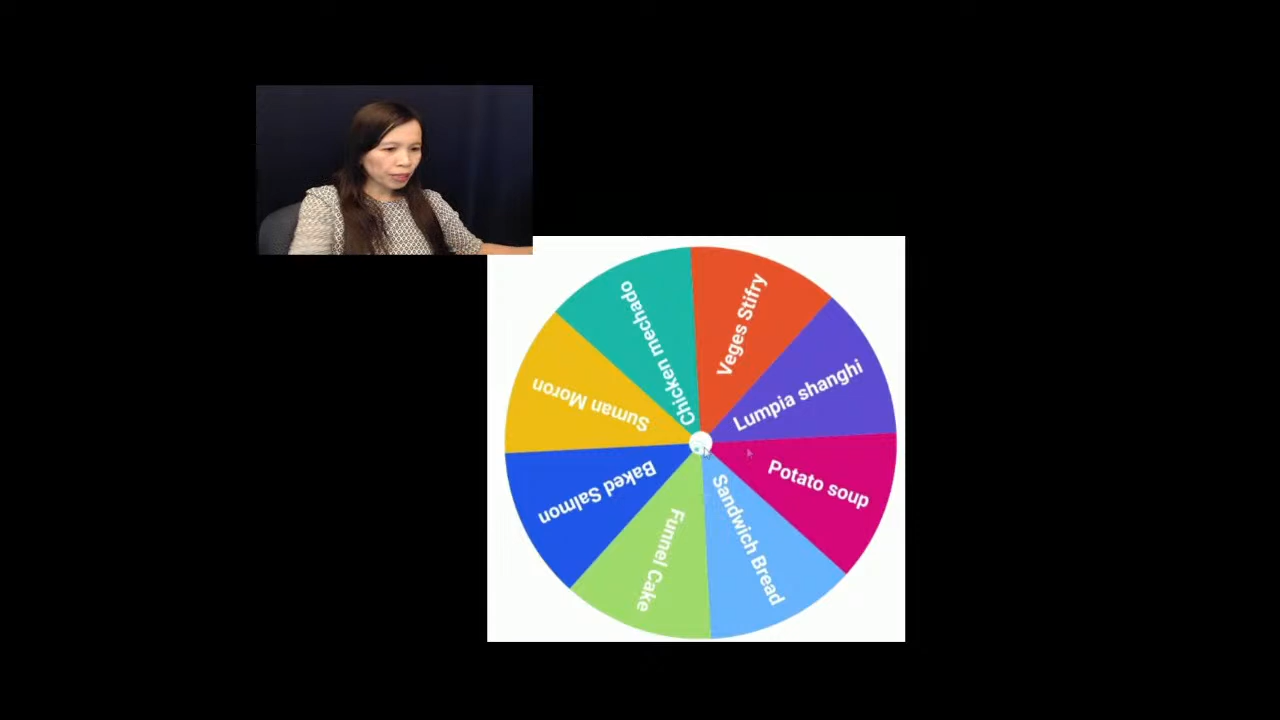 Veges Stifry
Lumpia shanghi
Potato soup
Sandwich Bread
Funnel Cake
Baked Salmon
Suman Moron
Chicken mechado